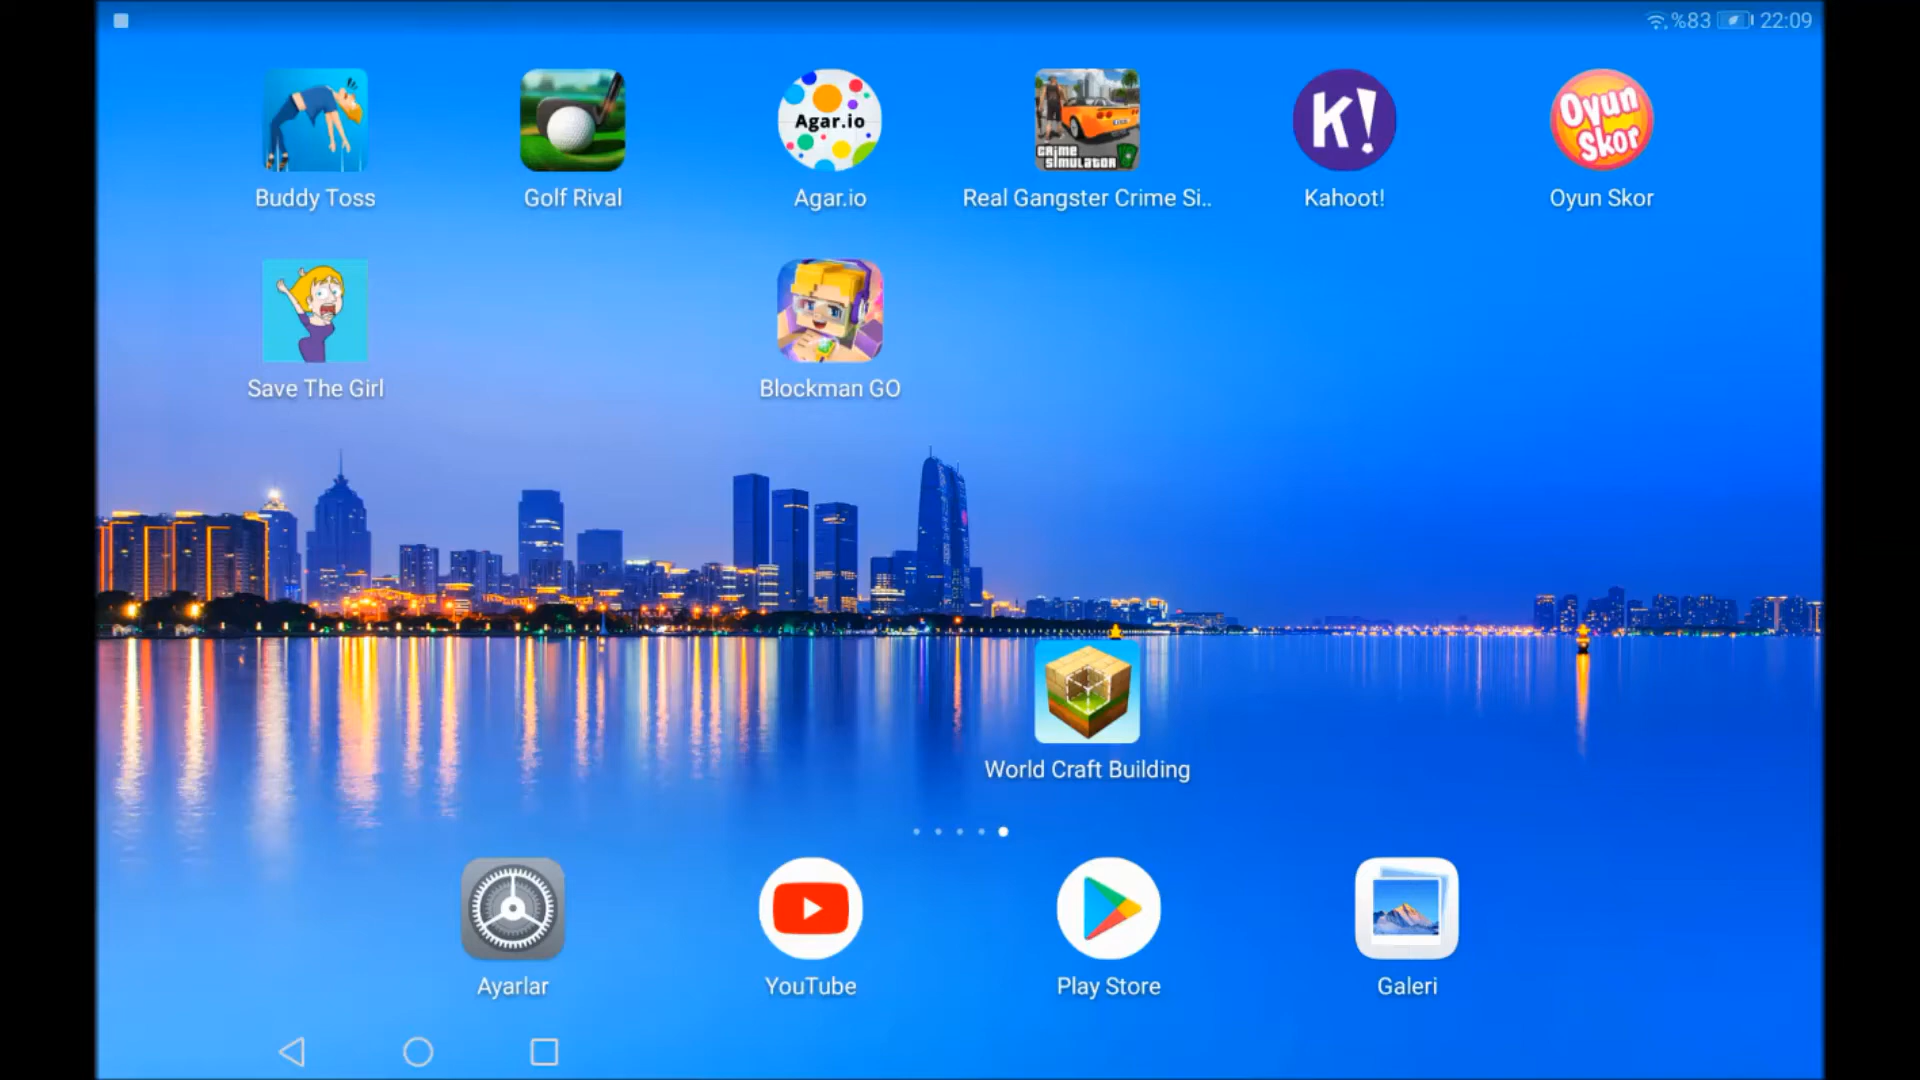 %83 22:09
Agar.io
CRIME SIMULATOR
K!
Oyun Skor
Buddy Toss
Golf Rival
Agar.io
Real Gangster Crime Si..
Kahoot!
Oyun Skor
Save The Girl
Blockman GO
World Craft Building
Ayarlar
YouTube
Play Store
Galeri